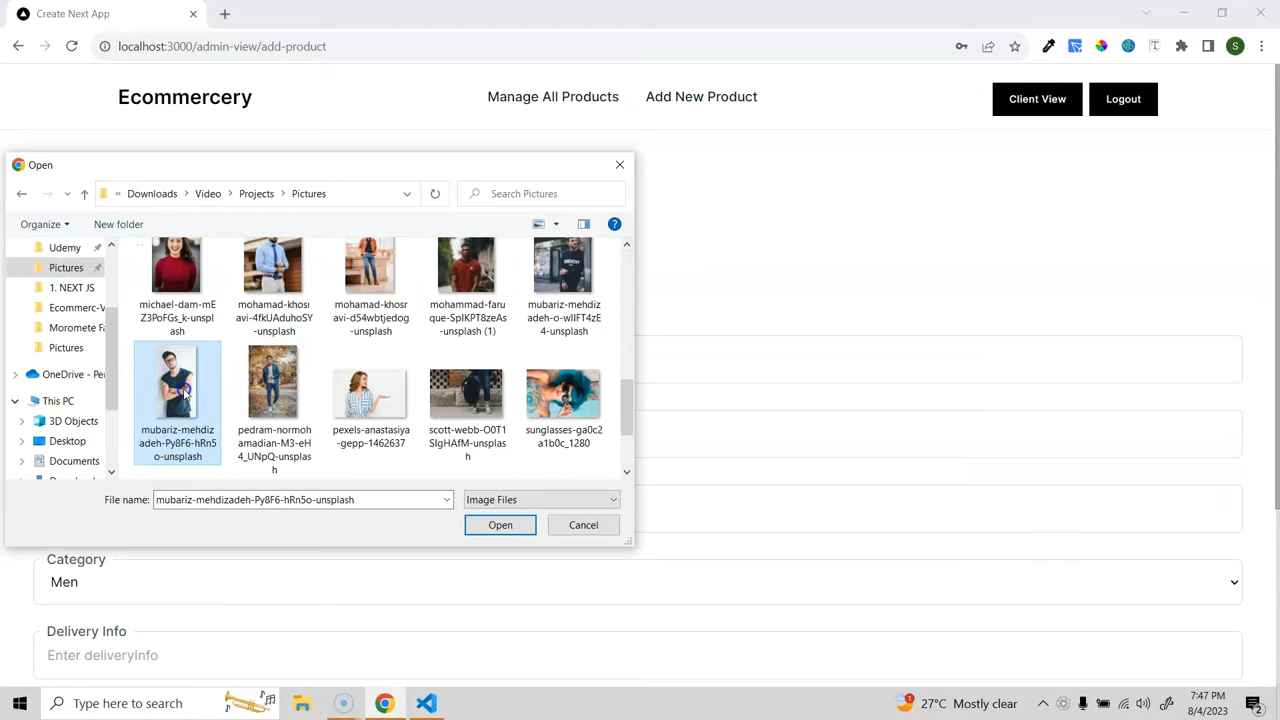 Create Next App
localhost:3000/admin-view/add-product
S
Ecommercery
Manage All Products
Add New Product
Client View
Logout
Open
« Downloads > Video > Projects > Pictures
Search Pictures
Organize
New folder
Udemy
Pictures
1. NEXT JS
Ecommerc-V
Moromete Fa
Pictures
OneDrive - Per
This PC
3D Objects
Desktop
Documents
michael-dam-mE
Z3PoFGs_k-unspl
ash
mohamad-khosr
avi-4fkUAduhoSY
-unsplash
mohamad-khosr
avi-d54wbtjedog-
unsplash
mohammad-faru
que-SpIKPT8zeAs
-unsplash (1)
mubariz-mehdiz
adeh-o-wIIFT4zE
4-unsplash
mubariz-mehdiz
adeh-Py8F6-hRn5
o-unsplash
pedram-normoh
amadian-M3-eH
4_UNpQ-unsplas
h
pexels-anastasiya
-gepp-1462637
scott-webb-O0T1
SIgHAfM-unsplas
h
sunglasses-ga0c2
a1b0c_1280
File name:
mubariz-mehdizadeh-Py8F6-hRn5o-unsplash
Image Files
Open
Cancel
Category
Men
Delivery Info
Enter deliveryInfo
Type here to search
27°C Mostly clear
7:47 PM
8/4/2023
2